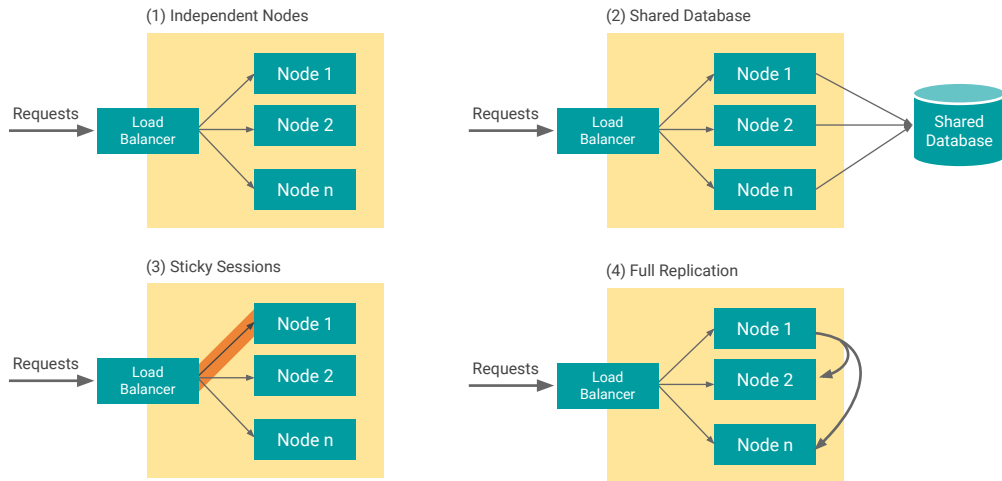 (1) Independent Nodes
Requests
Load
Balancer
Node 1
Node 2
Node n
(2) Shared Database
Requests
Load
Balancer
Node 1
Node 2
Node n
Shared
Database
(3) Sticky Sessions
Requests
Load
Balancer
Node 1
Node 2
Node n
(4) Full Replication
Requests
Load
Balancer
Node 1
Node 2
Node n